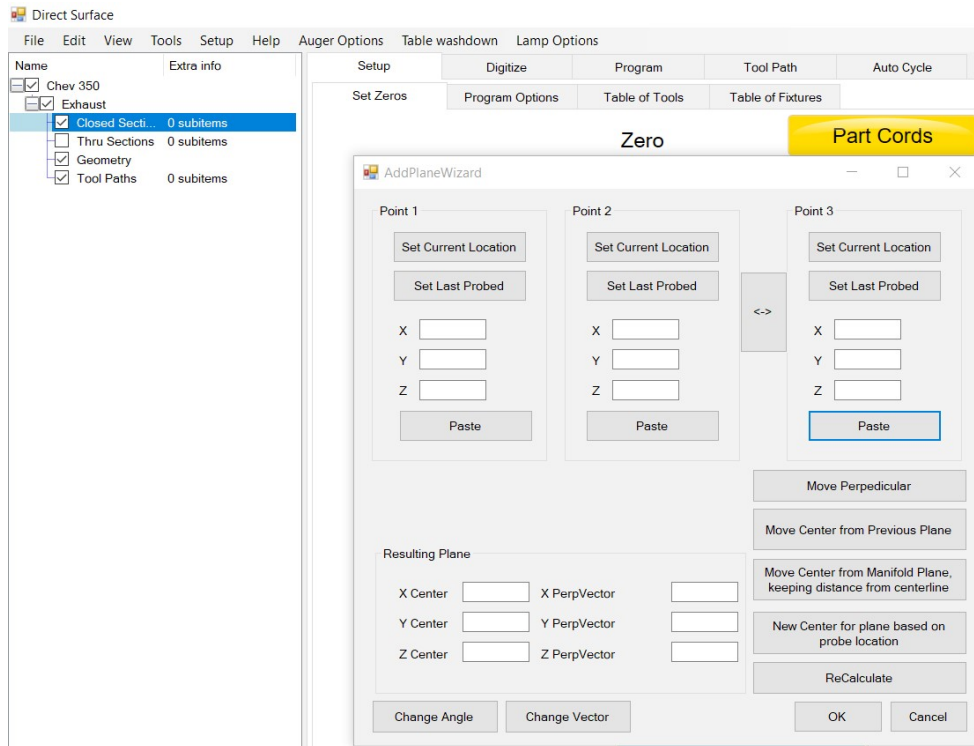 Direct Surface
File Edit View Tools Setup Help Auger Options Table washdown Lamp Options
Name Extra info
Chev 350
Exhaust
Closed Secti... 0 subitems
Thru Sections 0 subitems
Geometry
Tool Paths 0 subitems
Setup Digitize Program Tool Path Auto Cycle
Set Zeros Program Options Table of Tools Table of Fixtures
Zero Part Cords
AddPlaneWizard
Point 1 Point 2 Point 3
Set Current Location Set Current Location Set Current Location
Set Last Probed Set Last Probed Set Last Probed
<->
X X X
Y Y Y
Z Z Z
Paste Paste Paste
Move Perpedicular
Move Center from Previous Plane
Move Center from Manifold Plane,
keeping distance from centerline
New Center for plane based on
probe location
ReCalculate
Resulting Plane
X Center X PerpVector
Y Center Y PerpVector
Z Center Z PerpVector
Change Angle Change Vector OK Cancel